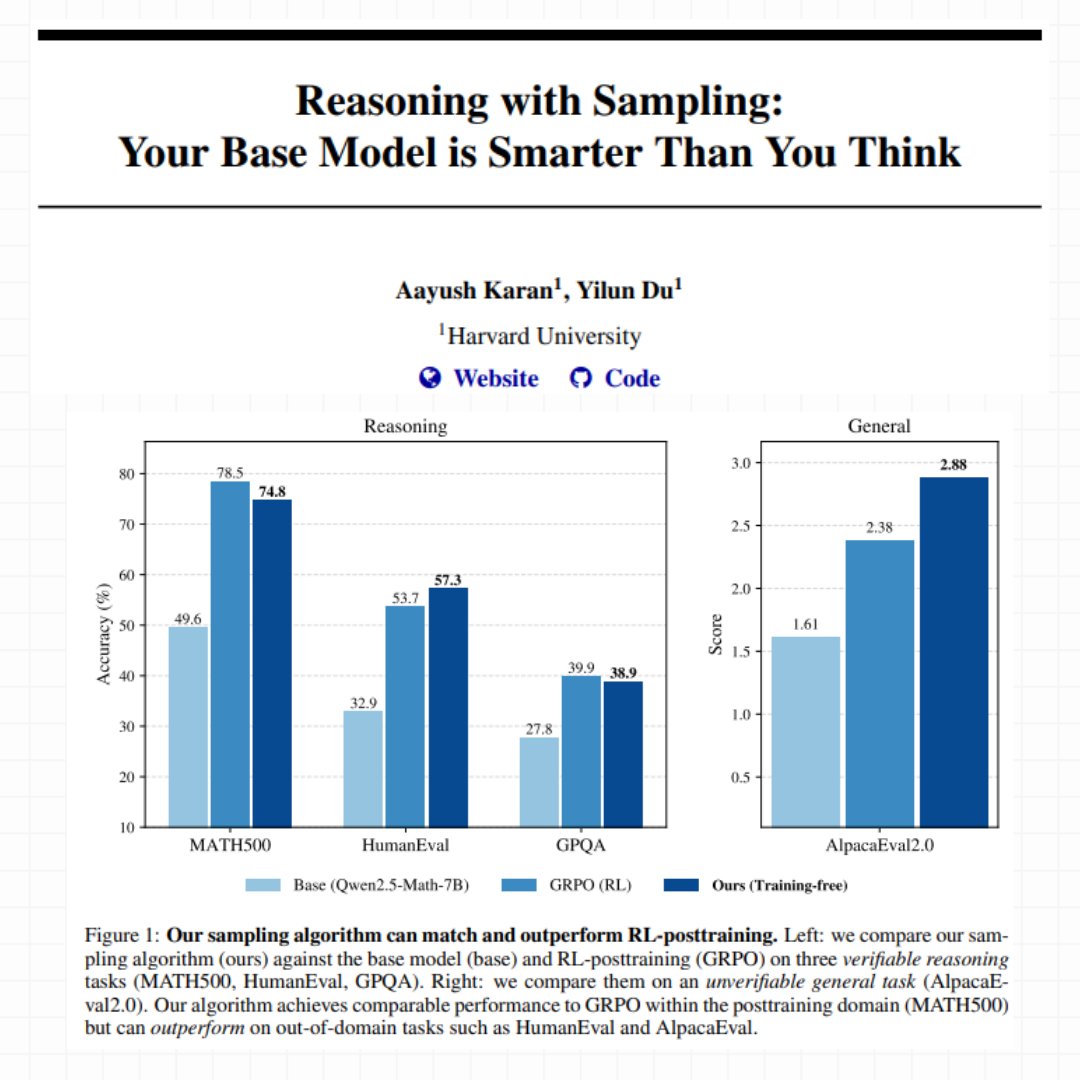 Reasoning with Sampling:
Your Base Model is Smarter Than You Think
Aayush Karan¹, Yilun Du¹
¹Harvard University
Website Code
Reasoning
General
Accuracy (%)
80
70
60
50
40
30
20
10
49.6
78.5
74.8
32.9
53.7
57.3
27.8
39.9
38.9
MATH500
HumanEval
GPQA
Score
3.0
2.5
2.0
1.5
1.0
0.5
1.61
2.38
2.88
AlpacaEval2.0
Base (Qwen2.5-Math-7B)
GRPO (RL)
Ours (Training-free)
Figure 1: Our sampling algorithm can match and outperform RL-posttraining. Left: we compare our sam-
pling algorithm (ours) against the base model (base) and RL-posttraining (GRPO) on three verifiable reasoning
tasks (MATH500, HumanEval, GPQA). Right: we compare them on an unverifiable general task (AlpacaE-
val2.0). Our algorithm achieves comparable performance to GRPO within the posttraining domain (MATH500)
but can outperform on out-of-domain tasks such as HumanEval and AlpacaEval.